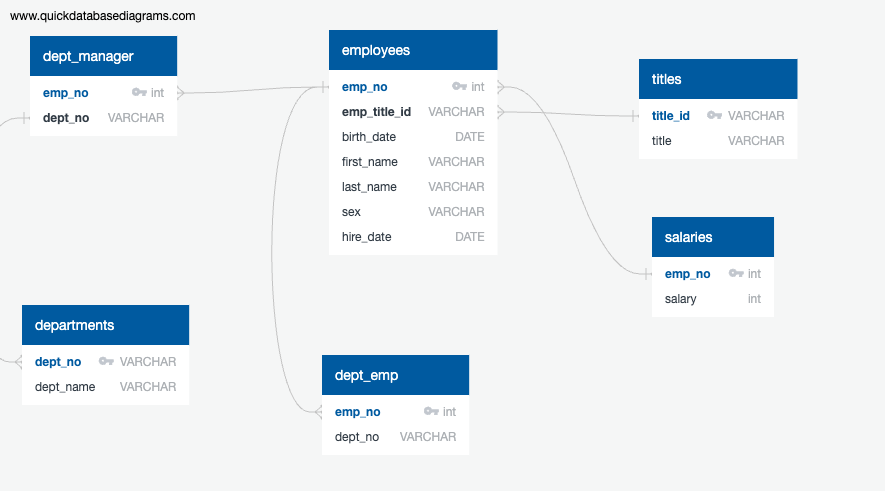 www.quickdatabasediagrams.com
dept_manager
emp_no int
dept_no VARCHAR
employees
emp_no int
emp_title_id VARCHAR
birth_date DATE
first_name VARCHAR
last_name VARCHAR
sex VARCHAR
hire_date DATE
titles
title_id VARCHAR
title VARCHAR
salaries
emp_no int
salary int
departments
dept_no VARCHAR
dept_name VARCHAR
dept_emp
emp_no int
dept_no VARCHAR